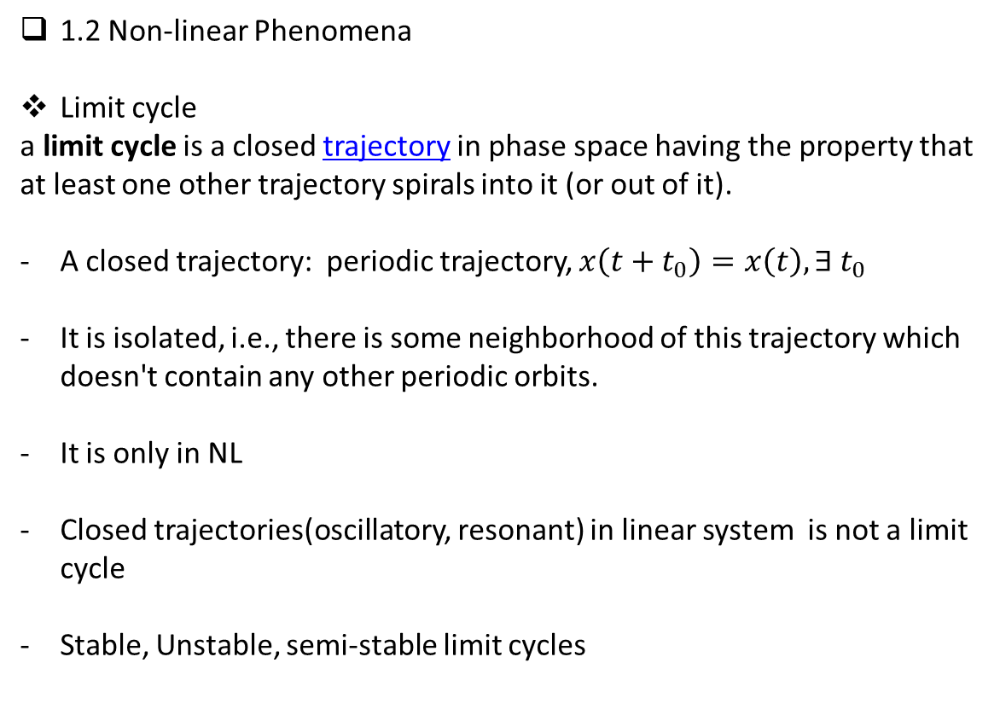 ❑ 1.2 Non-linear Phenomena
❖ Limit cycle
a limit cycle is a closed trajectory in phase space having the property that
at least one other trajectory spirals into it (or out of it).
- A closed trajectory: periodic trajectory, x(t + t₀) = x(t), ∃ t₀
- It is isolated, i.e., there is some neighborhood of this trajectory which
doesn't contain any other periodic orbits.
- It is only in NL
- Closed trajectories(oscillatory, resonant) in linear system is not a limit
cycle
- Stable, Unstable, semi-stable limit cycles